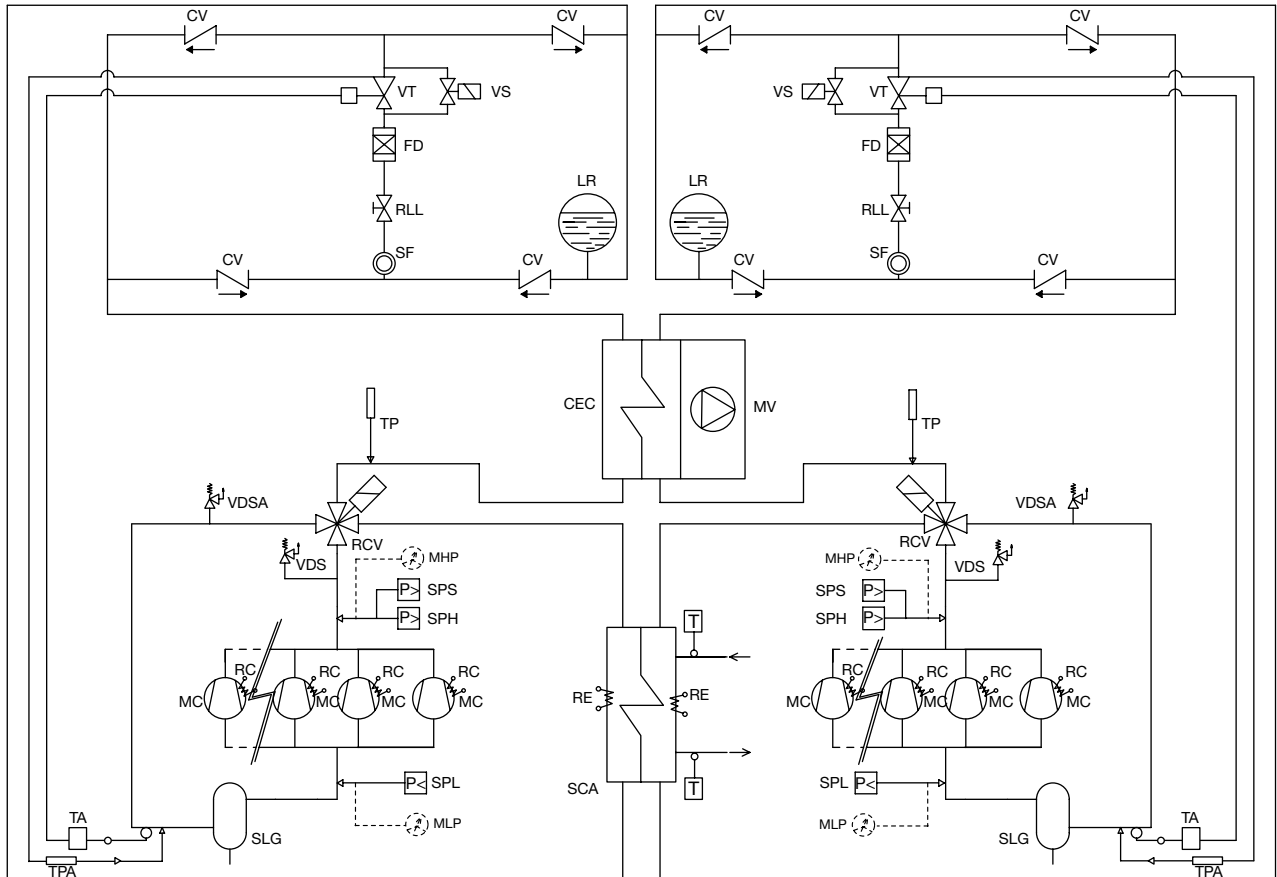 CV CV CV CV
VT VS VS VT
FD FD
LR LR
RLL RLL
SF SF
CV CV CV CV
CEC MV
TP TP
VDSA VDSA
RCV RCV
VDS MHP MHP VDS
P> SPS SPS P>
P> SPH SPH P>
T
RC RC RC RC RC RC RC RC
MC MC MC MC RE RE MC MC MC MC
P< SPL SCA T SPL P<
TA MLP MLP TA
SLG SLG
TPA TPA